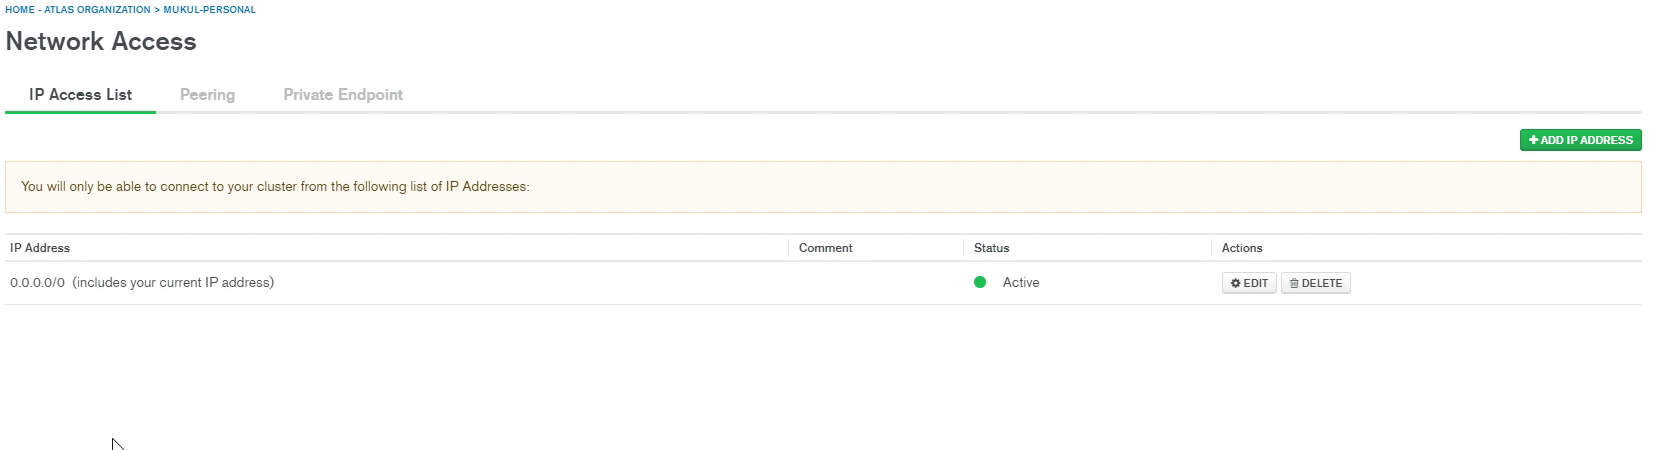 HOME - ATLAS ORGANIZATION > MUKUL-PERSONAL
Network Access
IP Access List Peering Private Endpoint
ADD IP ADDRESS
You will only be able to connect to your cluster from the following list of IP Addresses:
IP Address Comment Status Actions
0.0.0.0/0 (includes your current IP address) Active EDIT DELETE